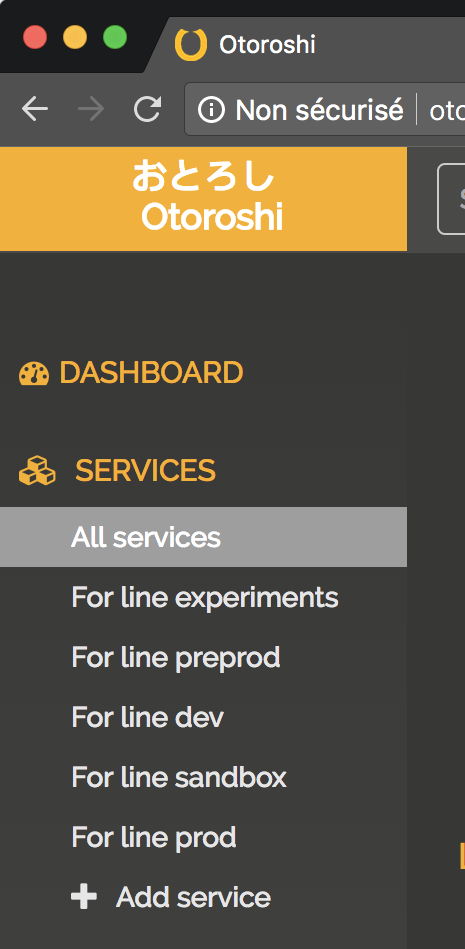 Otoroshi
Non sécurisé
おとろし
Otoroshi
DASHBOARD
SERVICES
All services
For line experiments
For line preprod
For line dev
For line sandbox
For line prod
Add service